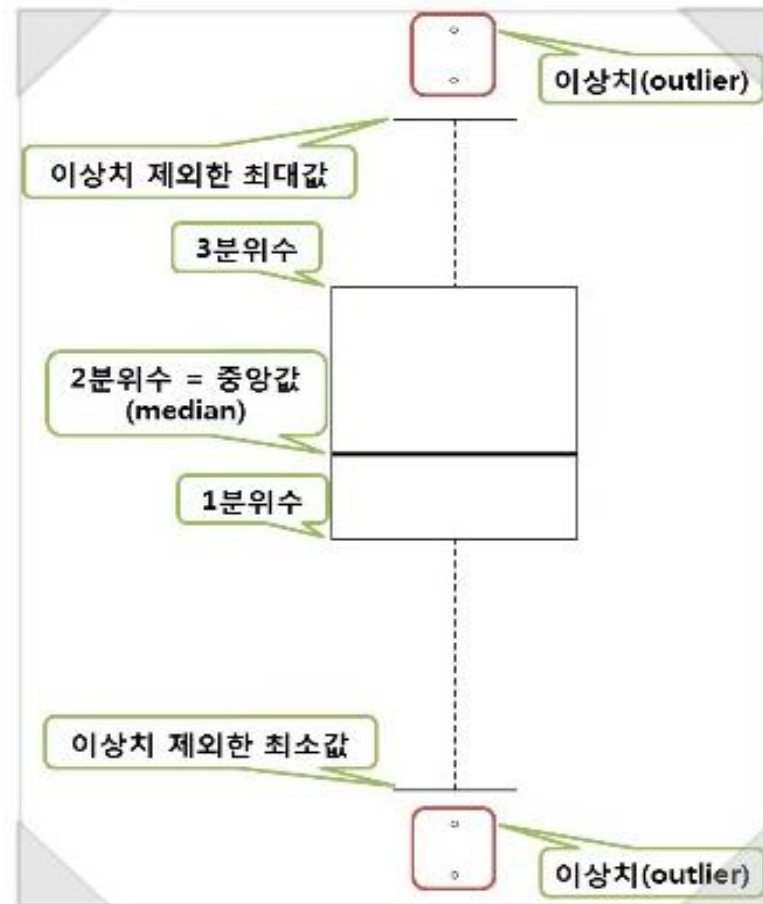 이상치(outlier)
이상치 제외한 최대값
3분위수
2분위수 = 중앙값
(median)
1분위수
이상치 제외한 최소값
이상치(outlier)